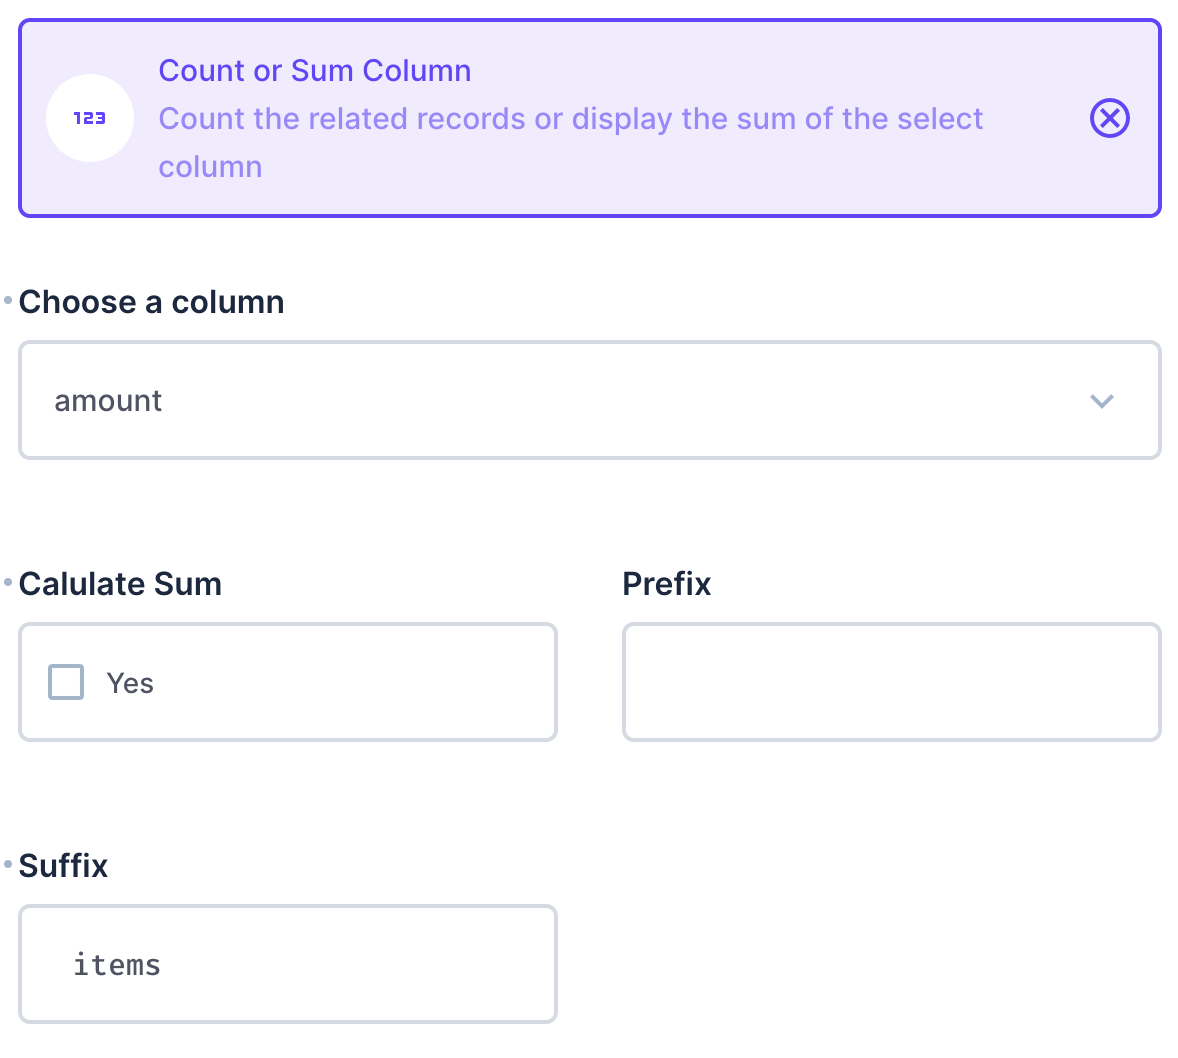 123
Count or Sum Column
Count the related records or display the sum of the select
column
Choose a column
amount
Calulate Sum
Prefix
Yes
Suffix
items